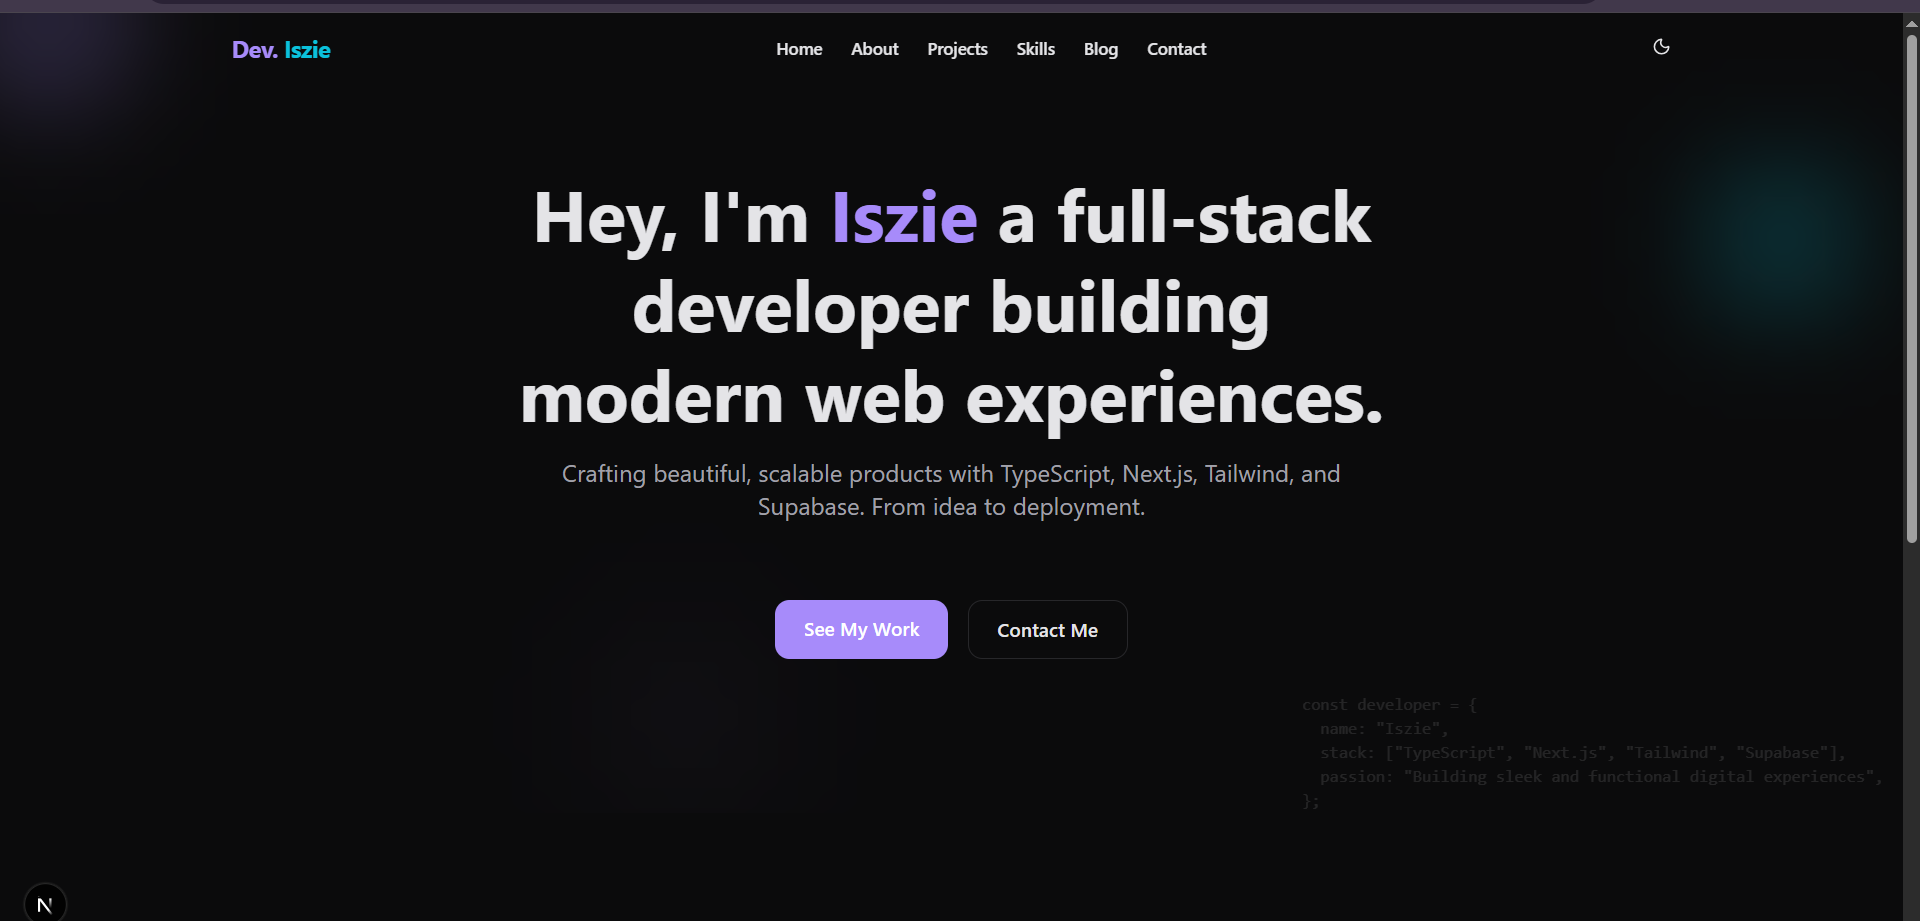 Dev. Iszie
Home About Projects Skills Blog Contact
Hey, I'm Iszie a full-stack
developer building
modern web experiences.
Crafting beautiful, scalable products with TypeScript, Next.js, Tailwind, and
Supabase. From idea to deployment.
See My Work
Contact Me
const developer = {
  name: "Iszie",
  stack: ["TypeScript", "Next.js", "Tailwind", "Supabase"],
  passion: "Building sleek and functional digital experiences",
};
N